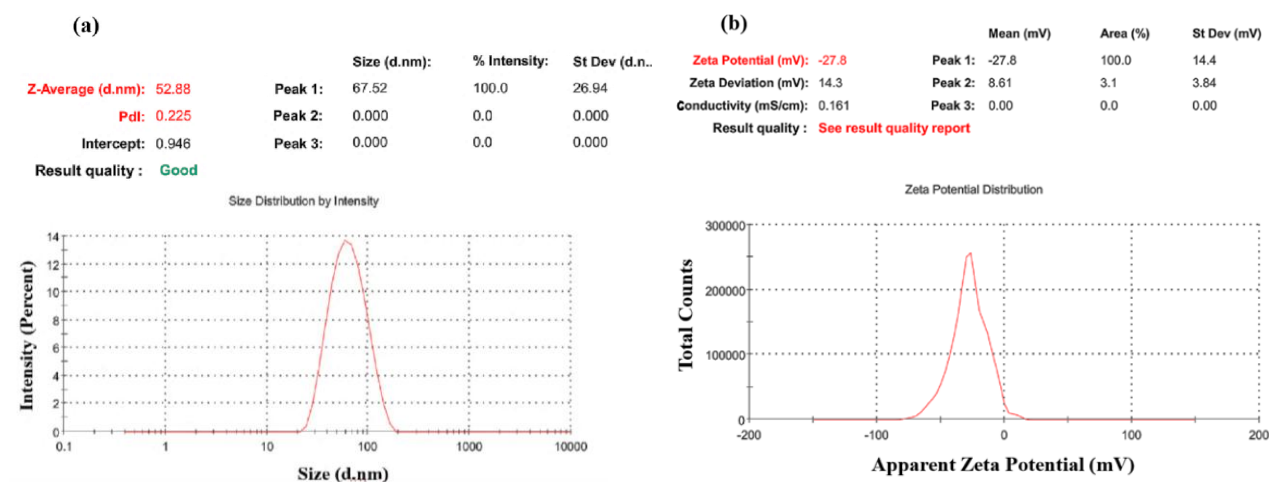 (a)
Size (d.nm): % Intensity: St Dev (d.n..
Z-Average (d.nm): 52.88 Peak 1: 67.52 100.0 26.94
PdI: 0.225 Peak 2: 0.000 0.0 0.000
Intercept: 0.946 Peak 3: 0.000 0.0 0.000
Result quality : Good
Size Distribution by Intensity
Intensity (Percent)
14
12
10
8
6
4
2
0
0.1 1 10 100 1000 10000
Size (d.nm)
(b)
Mean (mV) Area (%) St Dev (mV)
Zeta Potential (mV): -27.8 Peak 1: -27.8 100.0 14.4
Zeta Deviation (mV): 14.3 Peak 2: 8.61 3.1 3.84
Conductivity (mS/cm): 0.161 Peak 3: 0.00 0.0 0.00
Result quality : See result quality report
Zeta Potential Distribution
Total Counts
300000
200000
100000
0
-200 -100 0 100 200
Apparent Zeta Potential (mV)